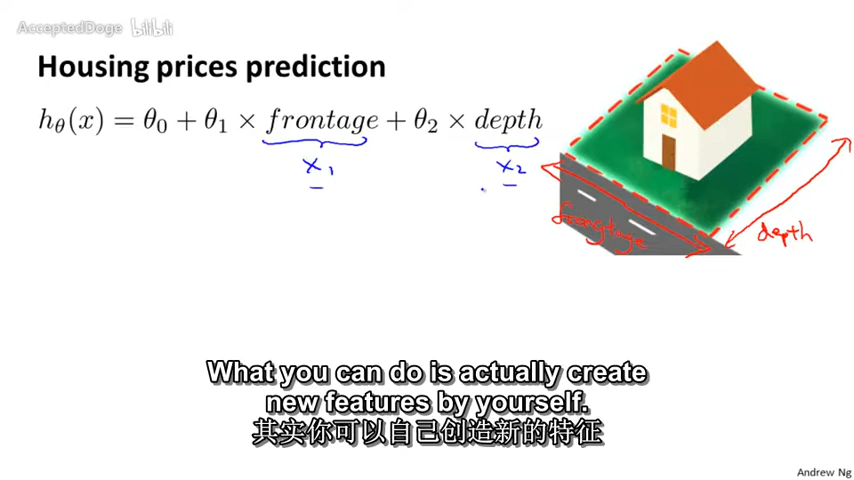 AcceptedDoge bilibili
Housing prices prediction
hθ(x) = θ0 + θ1 × frontage + θ2 × depth
x1
x2
frontage
depth
What you can do is actually create
new features by yourself.
其实你可以自己创造新的特征
Andrew Ng